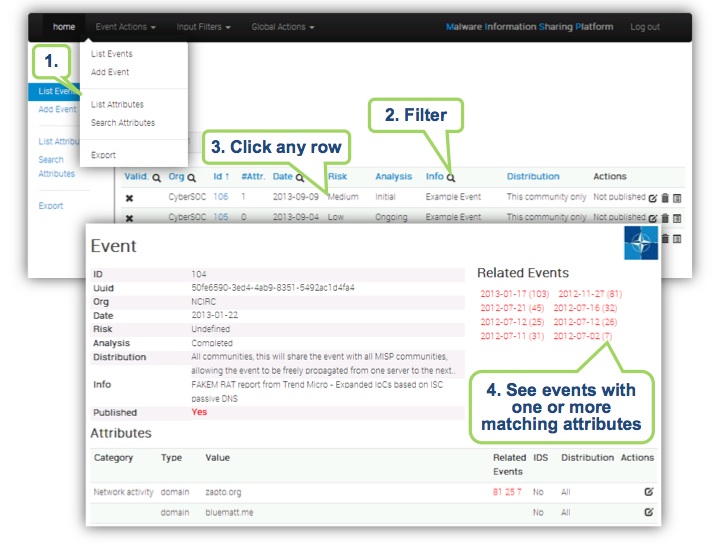 home Event Actions Input Filters Global Actions Malware Information Sharing Platform Log out
1.
List Events
Add Event
List Attributes
Search Attributes
Export
List Events
Add Event
List Attribu
Search
Attributes
Export
2. Filter
3. Click any row
Valid. Org Id ↑ #Attr. Date Risk Analysis Info Distribution Actions
CyberSOC 106 1 2013-09-09 Medium Initial Example Event This community only Not published
CyberSOC 105 0 2013-09-04 Low Ongoing Example Event This community only Not published
Event
ID 104
Uuid 50fe6590-3ed4-4ab9-8351-5492ac1d4fa4
Org NCIRC
Date 2013-01-22
Risk Undefined
Analysis Completed
Distribution All communities, this will share the event with all MISP communities,
allowing the event to be freely propagated from one server to the next..
Info FAKEM RAT report from Trend Micro - Expanded IoCs based on ISC
passive DNS
Published Yes
Related Events
2013-01-17 (103) 2012-11-27 (81)
2012-07-21 (45) 2012-07-16 (32)
2012-07-12 (25) 2012-07-12 (26)
2012-07-11 (31) 2012-07-02 (7)
4. See events with
one or more
matching attributes
Attributes
Category Type Value Related Events IDS Distribution Actions
Network activity domain zaoto.org 81 25 7 No All
domain bluematt.me No All